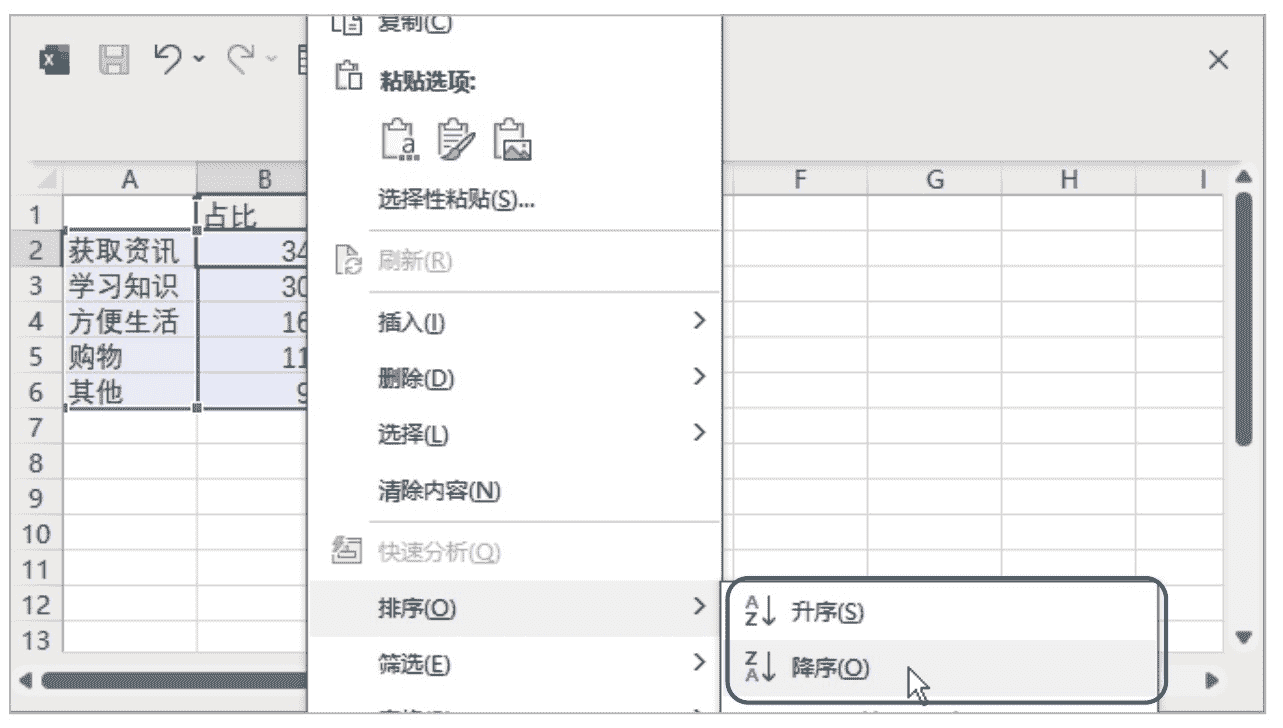 复制(C)
粘贴选项:
选择性粘贴(S)...
刷新(R)
插入(I)
删除(D)
选择(L)
清除内容(N)
快速分析(Q)
排序(O)
筛选(E)
升序(S)
降序(O)
A B F G H I
1 占比
2 获取资讯 34
3 学习知识 30
4 方便生活 16
5 购物 11
6 其他 9
7
8
9
10
11
12
13